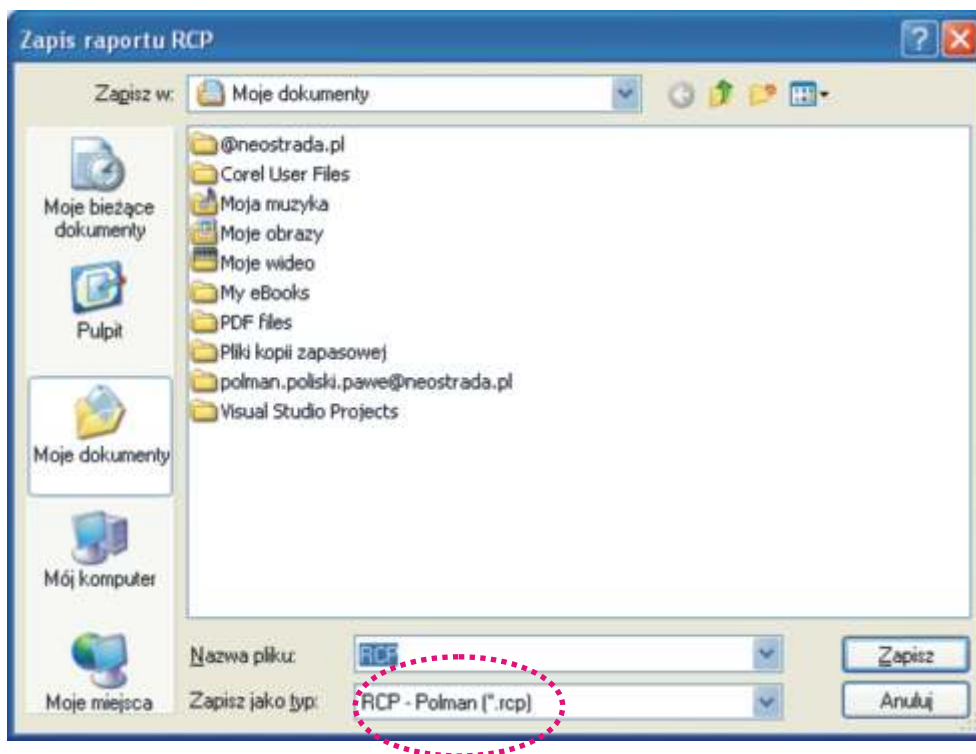 Zapis raportu RCP
Zapisz w:
Moje dokumenty
@neostrada.pl
Corel User Files
Moja muzyka
Moje obrazy
Moje wideo
My eBooks
PDF files
Pliki kopii zapasowej
polman.poliski.pawe@neostrada.pl
Visual Studio Projects
Moje bieżące
dokumenty
Pulpit
Moje dokumenty
Mój komputer
Moje miejsca
Nazwa pliku:
RCP
Zapisz
Zapisz jako typ:
RCP - Polman (*.rcp)
Anuluj